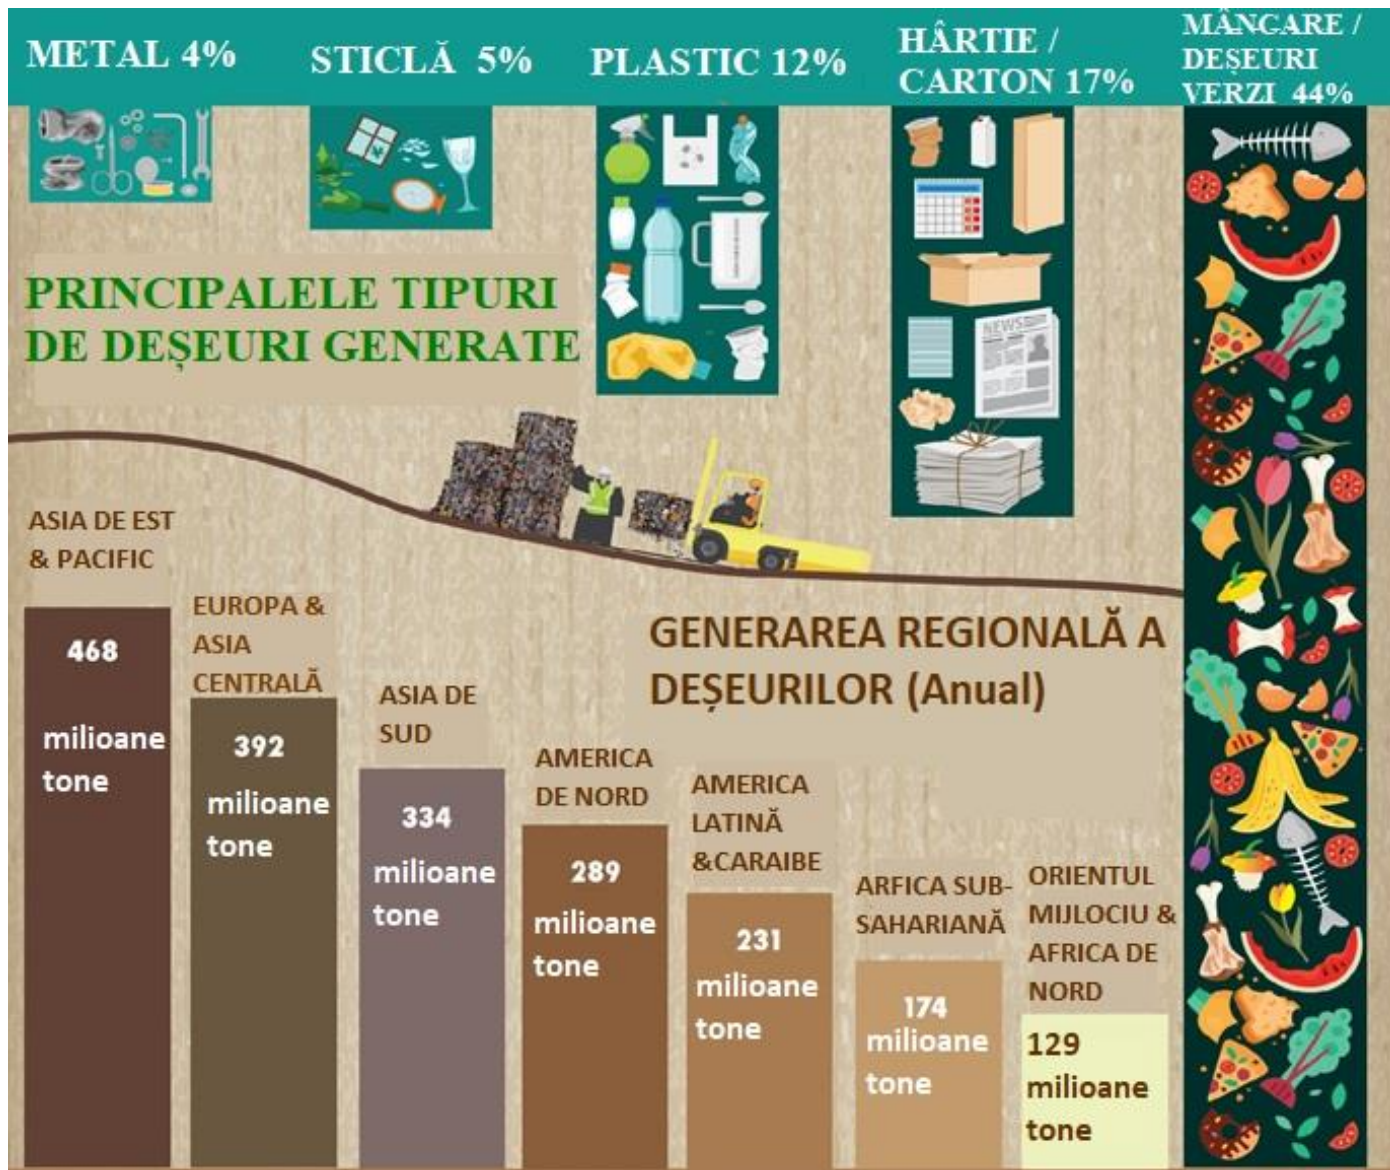 METAL 4%
STICLĂ 5%
PLASTIC 12%
HÂRTIE /
CARTON 17%
MÂNCARE /
DEȘEURI
VERZI 44%
PRINCIPALELE TIPURI
DE DEȘEURI GENERATE
NEWS
ASIA DE EST
& PACIFIC
468
milioane
tone
EUROPA &
ASIA
CENTRALĂ
392
milioane
tone
ASIA DE
SUD
334
milioane
tone
GENERAREA REGIONALĂ A
DEȘEURILOR (Anual)
AMERICA
DE NORD
289
milioane
tone
AMERICA
LATINĂ
&CARAIBE
231
milioane
tone
ARFICA SUB-
SAHARIANĂ
174
milioane
tone
ORIENTUL
MIJLOCIU &
AFRICA DE
NORD
129
milioane
tone